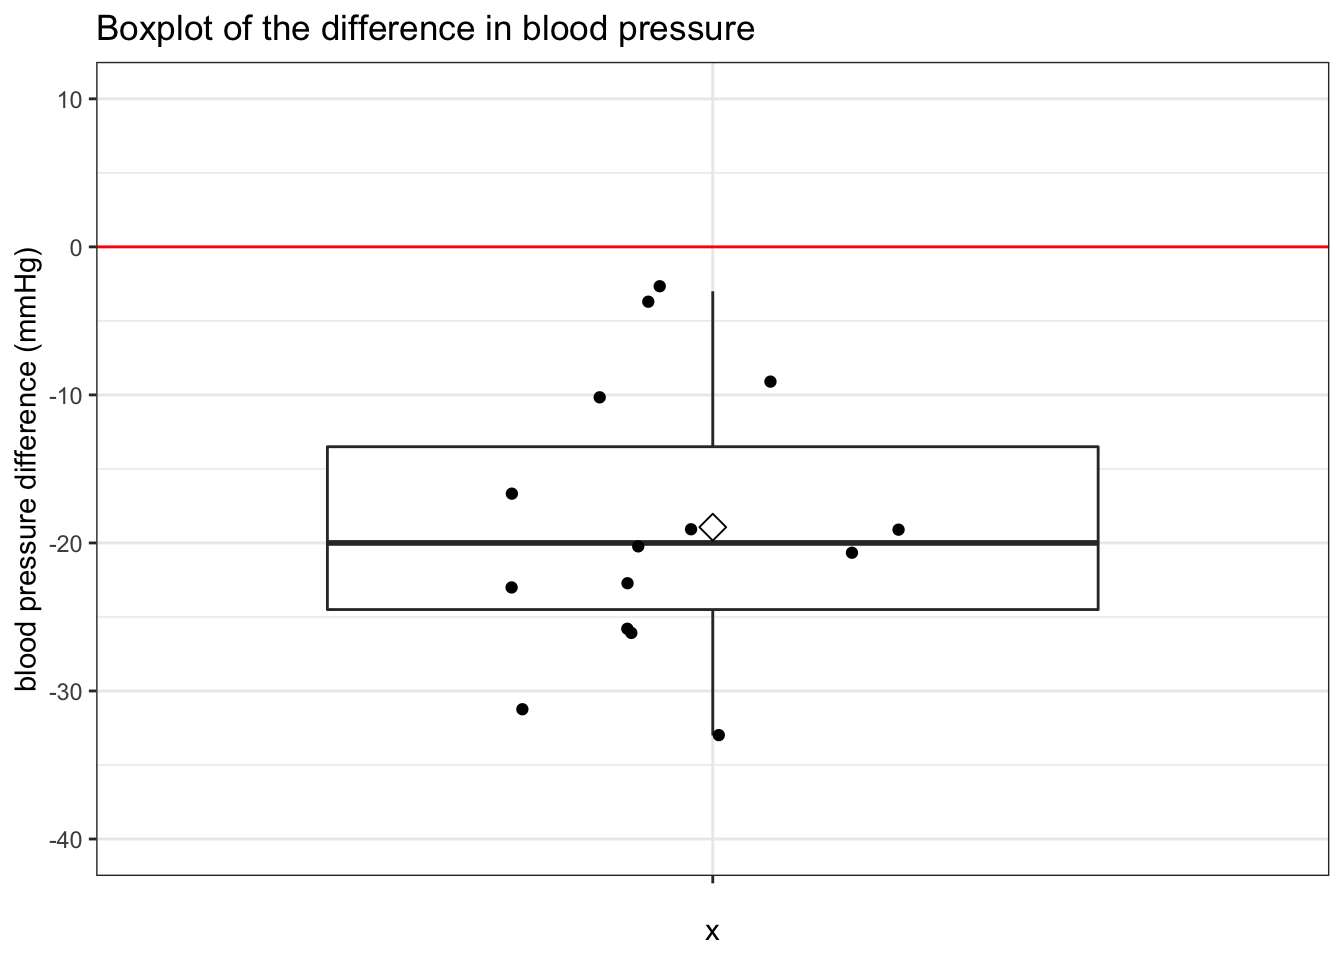 Boxplot of the difference in blood pressure
blood pressure difference (mmHg)
10
0
-10
-20
-30
-40
x